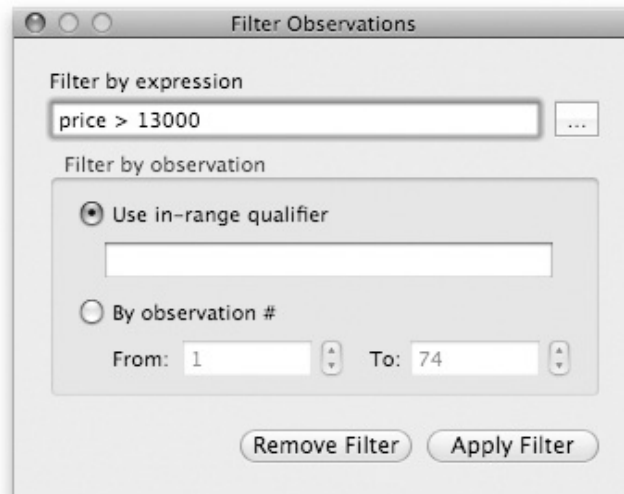 Filter Observations
Filter by expression
price > 13000
...
Filter by observation
Use in-range qualifier
By observation #
From: 1 To: 74
Remove Filter Apply Filter